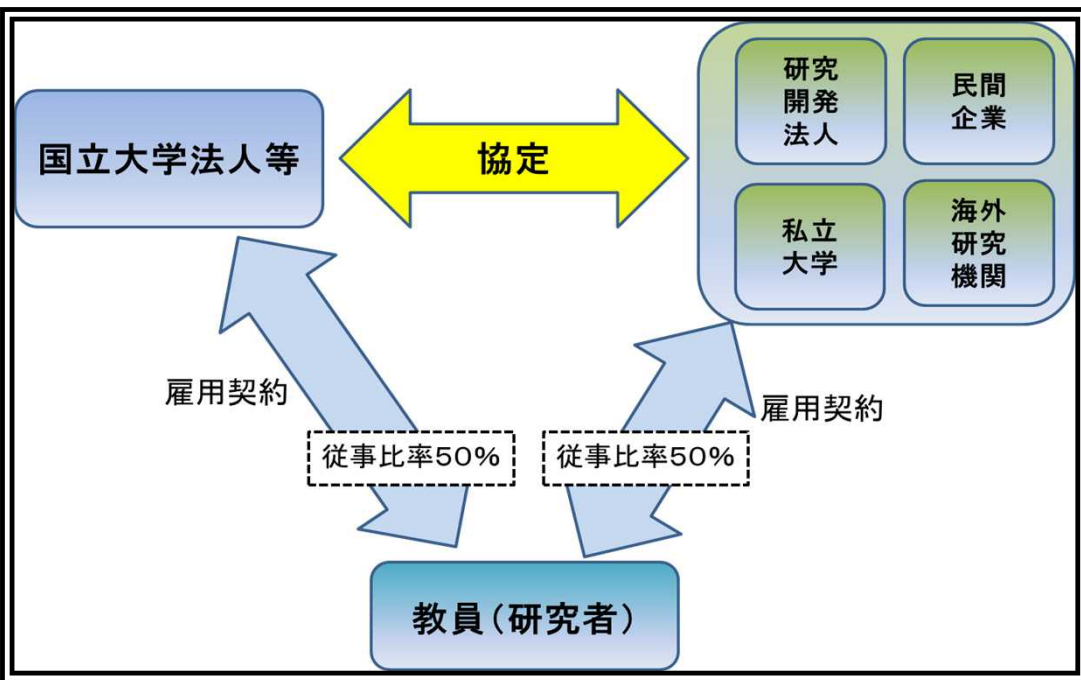 国立大学法人等
協定
研究
開発
法人
民間
企業
私立
大学
海外
研究
機関
雇用契約
雇用契約
従事比率50%
従事比率50%
教員(研究者)